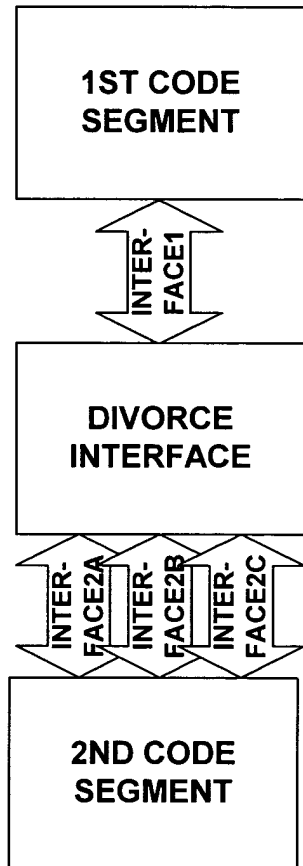 1ST CODE
SEGMENT
INTER-
FACE1
DIVORCE
INTERFACE
INTER-
FACE2A
INTER-
FACE2B
INTER-
FACE2C
2ND CODE
SEGMENT